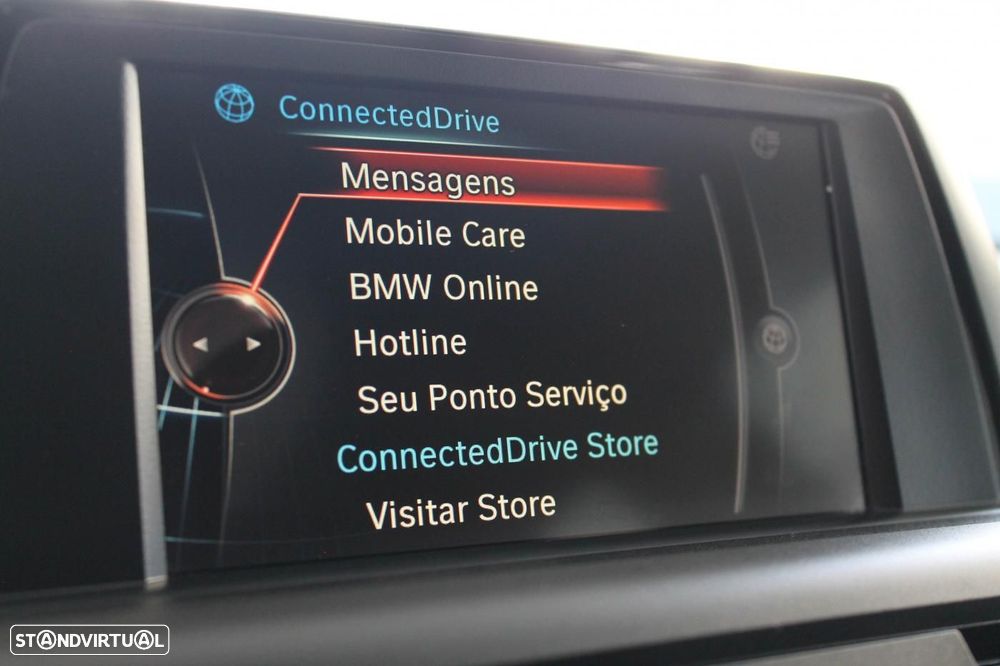 ConnectedDrive
Mensagens
Mobile Care
BMW Online
Hotline
Seu Ponto Serviço
ConnectedDrive Store
Visitar Store
STANDVIRTUAL